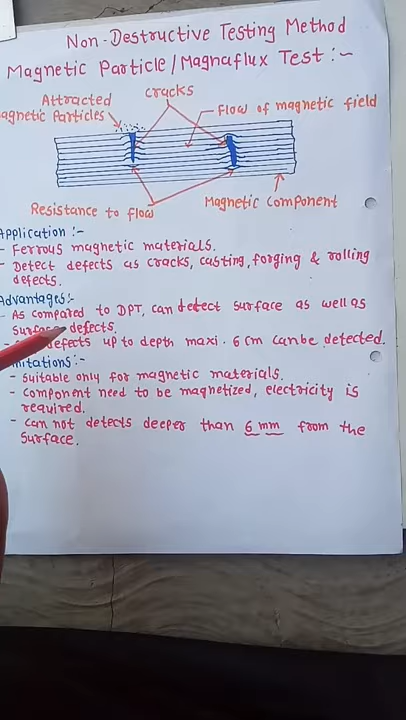 Non-Destructive Testing Method
Magnetic Particle/Magnaflux Test:-
Attracted
agnetic Particles
cracks
Flow of magnetic field
Resistance to flow
Magnetic component
Application :-
- Ferrous magnetic materials.
- Detect defects as cracks, casting, forging & rolling
defects.
Advantages:-
- As compared to DPT, can detect surface as well as
surface defects.
defects up to depth maxi. 6 cm can be detected.
itations:-
- Suitable only for magnetic materials.
- Component need to be magnetized, electricity is
required.
- can not detects deeper than 6 mm from the
surface.